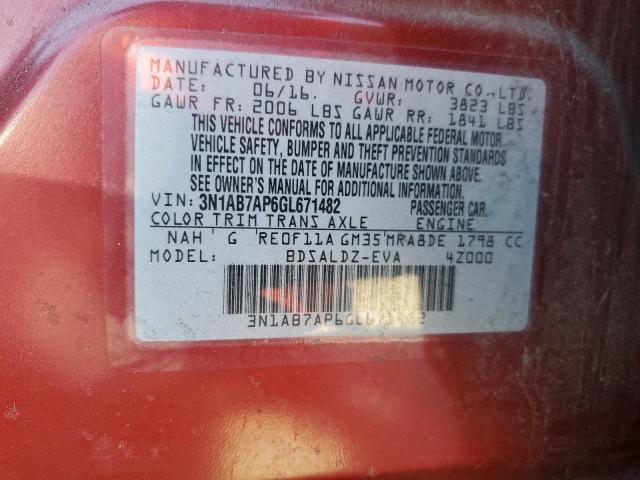 MANUFACTURED BY NISSAN MOTOR CO.,LTD.
DATE: 06/16. GVWR: 3823 LBS
GAWR FR: 2006 LBS GAWR RR: 1841 LBS
THIS VEHICLE CONFORMS TO ALL APPLICABLE FEDERAL MOTOR
VEHICLE SAFETY, BUMPER AND THEFT PREVENTION STANDARDS
IN EFFECT ON THE DATE OF MANUFACTURE SHOWN ABOVE.
SEE OWNER'S MANUAL FOR ADDITIONAL INFORMATION.
VIN: 3N1AB7AP6GL671482 PASSENGER CAR.
COLOR TRIM TRANS AXLE ENGINE
NAH G RE0F11A GM35 MRA8DE 1798 CC
MODEL: BDSALDZ-EVA 4Z000
3N1AB7AP6GL671482